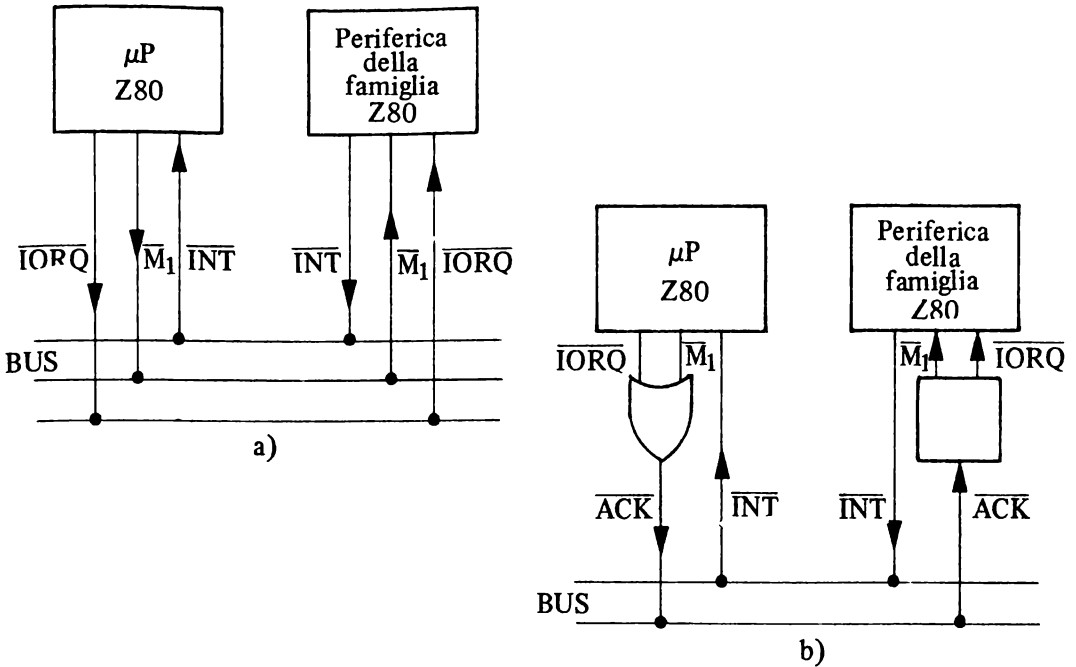 μP
Z80
Periferica
della
famiglia
Z80
IORQ
M1
INT
INT
M1
IORQ
BUS
a)
μP
Z80
Periferica
della
famiglia
Z80
IORQ
M1
M1
IORQ
ACK
INT
INT
ACK
BUS
b)